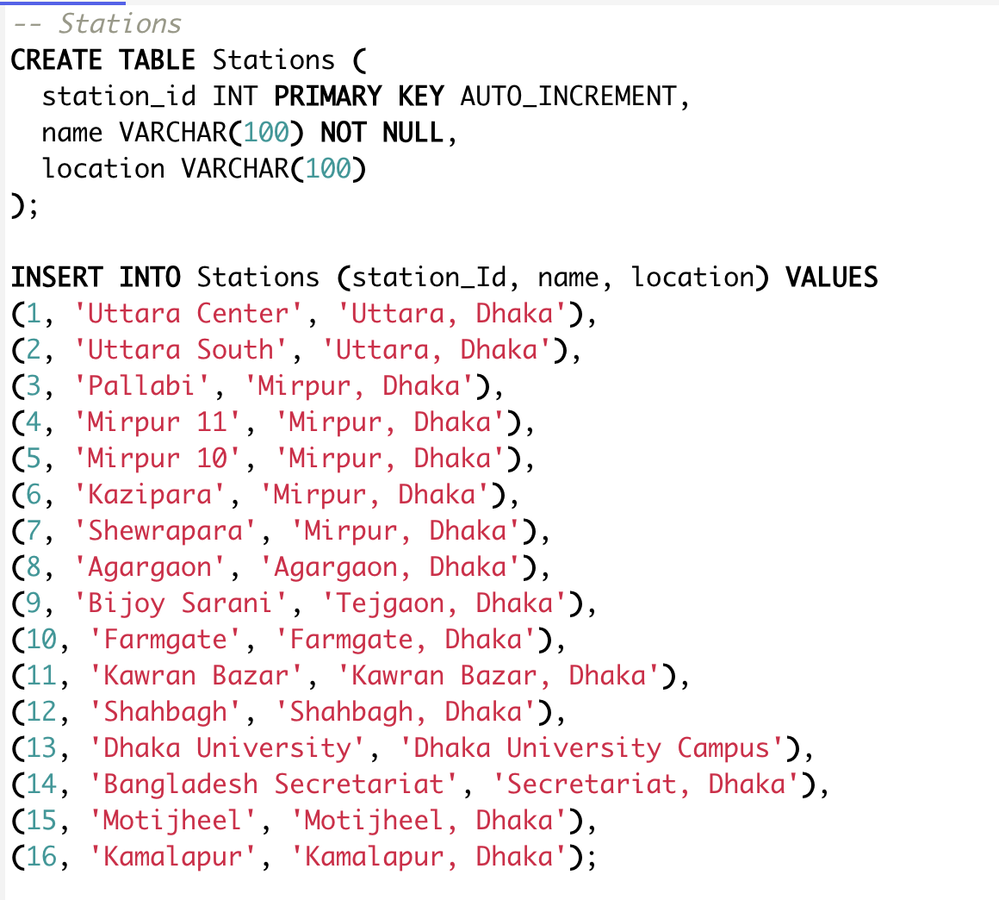 -- Stations
CREATE TABLE Stations (
  station_id INT PRIMARY KEY AUTO_INCREMENT,
  name VARCHAR(100) NOT NULL,
  location VARCHAR(100)
);

INSERT INTO Stations (station_Id, name, location) VALUES
(1, 'Uttara Center', 'Uttara, Dhaka'),
(2, 'Uttara South', 'Uttara, Dhaka'),
(3, 'Pallabi', 'Mirpur, Dhaka'),
(4, 'Mirpur 11', 'Mirpur, Dhaka'),
(5, 'Mirpur 10', 'Mirpur, Dhaka'),
(6, 'Kazipara', 'Mirpur, Dhaka'),
(7, 'Shewrapara', 'Mirpur, Dhaka'),
(8, 'Agargaon', 'Agargaon, Dhaka'),
(9, 'Bijoy Sarani', 'Tejgaon, Dhaka'),
(10, 'Farmgate', 'Farmgate, Dhaka'),
(11, 'Kawran Bazar', 'Kawran Bazar, Dhaka'),
(12, 'Shahbagh', 'Shahbagh, Dhaka'),
(13, 'Dhaka University', 'Dhaka University Campus'),
(14, 'Bangladesh Secretariat', 'Secretariat, Dhaka'),
(15, 'Motijheel', 'Motijheel, Dhaka'),
(16, 'Kamalapur', 'Kamalapur, Dhaka');